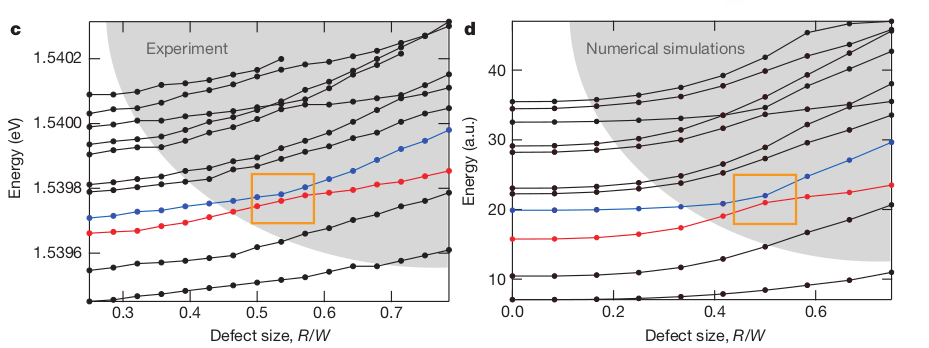 c
Experiment
1.5402
1.5400
1.5398
1.5396
Energy (eV)
0.3 0.4 0.5 0.6 0.7
Defect size, R/W
d
Numerical simulations
40
30
20
10
Energy (a.u.)
0.0 0.2 0.4 0.6
Defect size, R/W